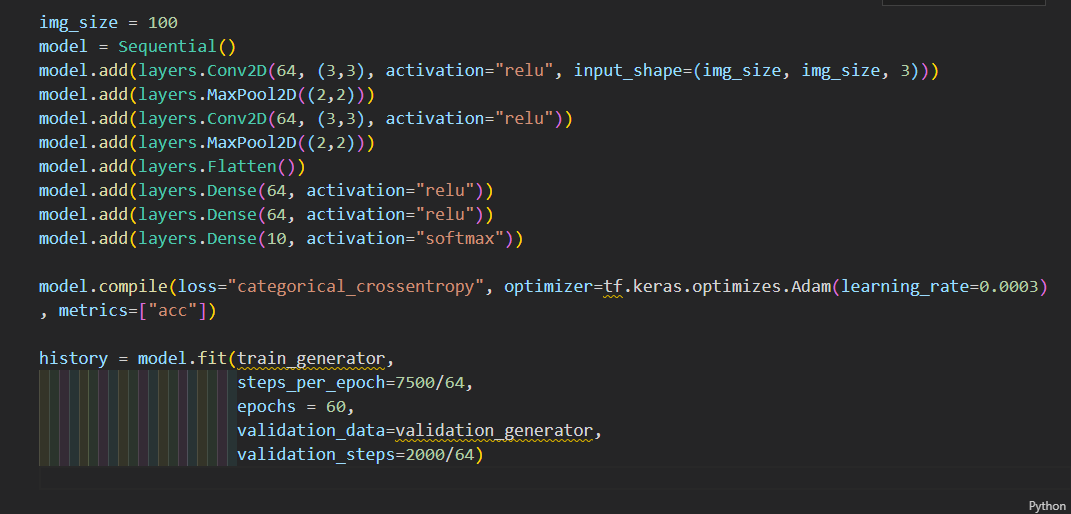 img_size = 100
model = Sequential()
model.add(layers.Conv2D(64, (3,3), activation="relu", input_shape=(img_size, img_size, 3)))
model.add(layers.MaxPool2D((2,2)))
model.add(layers.Conv2D(64, (3,3), activation="relu"))
model.add(layers.MaxPool2D((2,2)))
model.add(layers.Flatten())
model.add(layers.Dense(64, activation="relu"))
model.add(layers.Dense(64, activation="relu"))
model.add(layers.Dense(10, activation="softmax"))
model.compile(loss="categorical_crossentropy", optimizer=tf.keras.optimizes.Adam(learning_rate=0.0003)
, metrics=["acc"])
history = model.fit(train_generator,
steps_per_epoch=7500/64,
epochs = 60,
validation_data=validation_generator,
validation_steps=2000/64)
Python